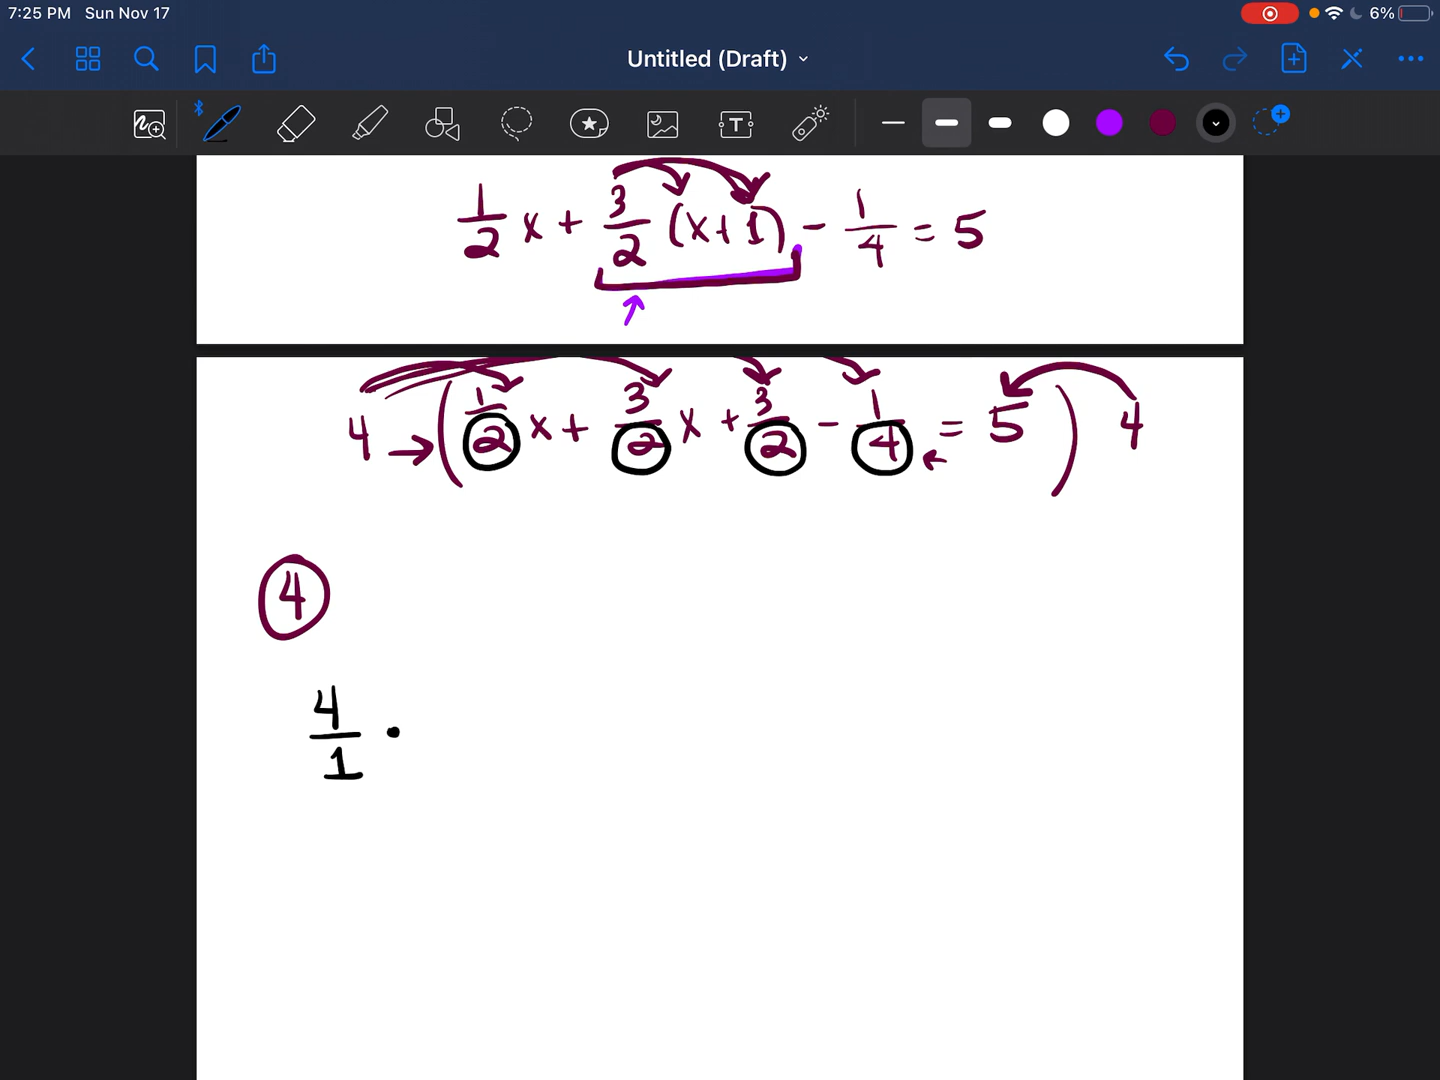 7:25 PM Sun Nov 17 6%
Untitled (Draft)
1/2 x + 3/2 (x+1) - 1/4 = 5
4 → (1/2 x + 3/2 x + 3/2 - 1/4 = 5) 4
4
4/1 ·